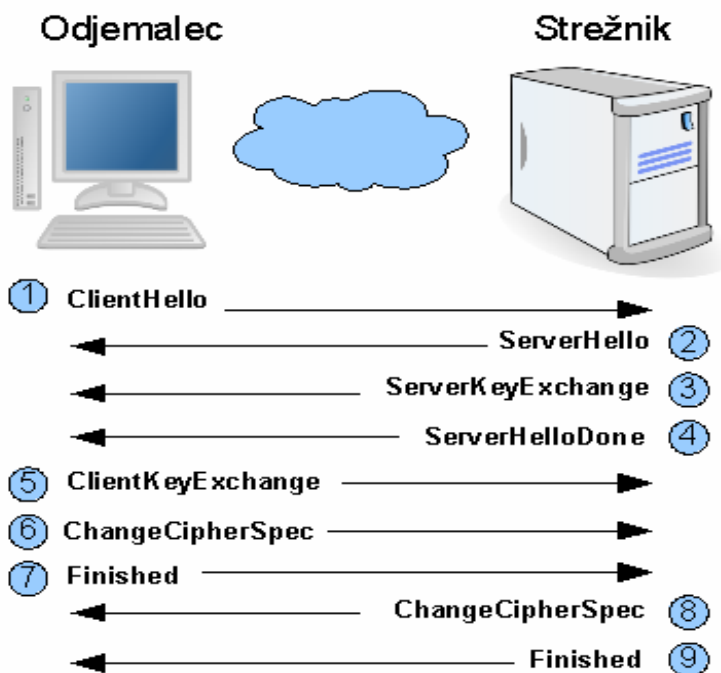 Odjemalec
Strežnik
1 ClientHello
ServerHello 2
ServerKeyExchange 3
ServerHelloDone 4
5 ClientKeyExchange
6 ChangeCipherSpec
7 Finished
ChangeCipherSpec 8
Finished 9